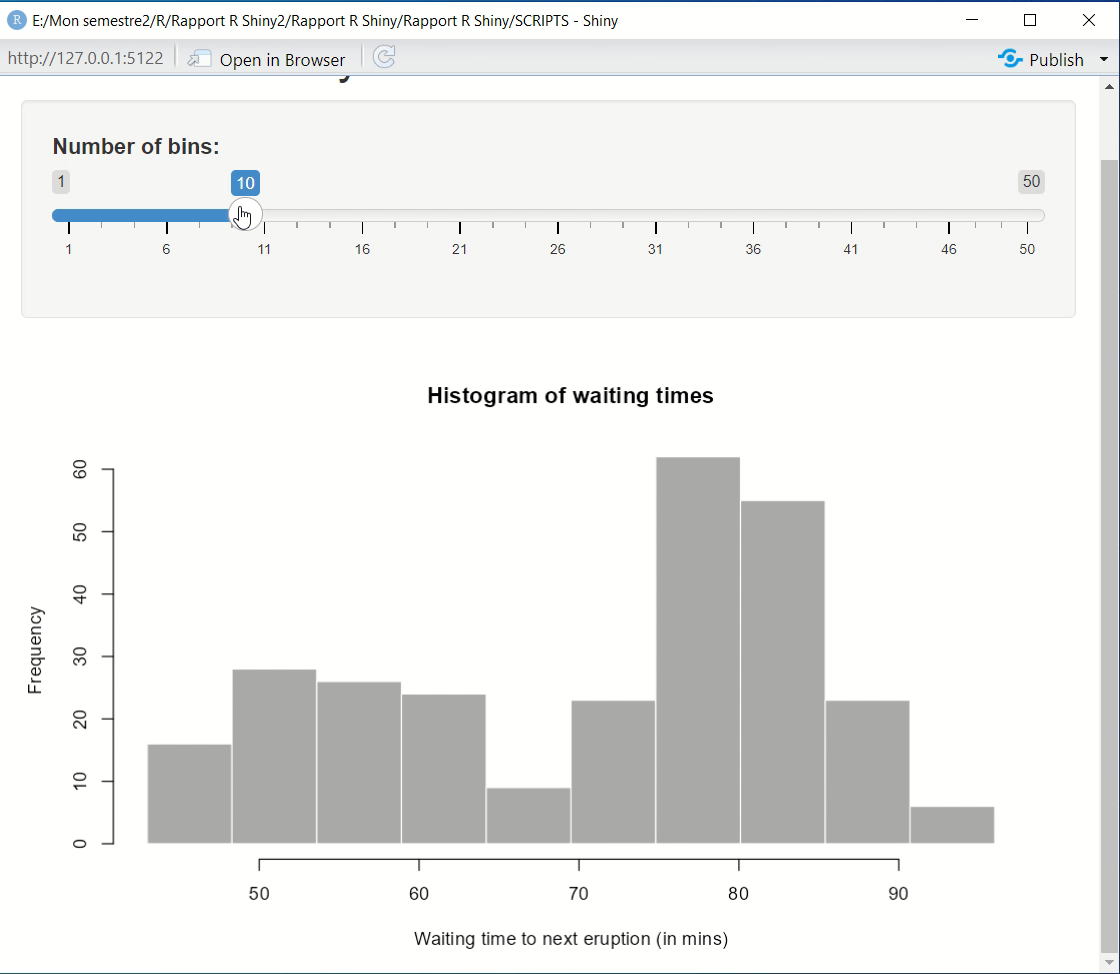 R E:/Mon semestre2/R/Rapport R Shiny2/Rapport R Shiny/Rapport R Shiny/SCRIPTS - Shiny
http://127.0.0.1:5122 Open in Browser Publish
Number of bins:
1 10 50
1 6 11 16 21 26 31 36 41 46 50
Histogram of waiting times
60
50
40
30
20
10
0
Frequency
50 60 70 80 90
Waiting time to next eruption (in mins)